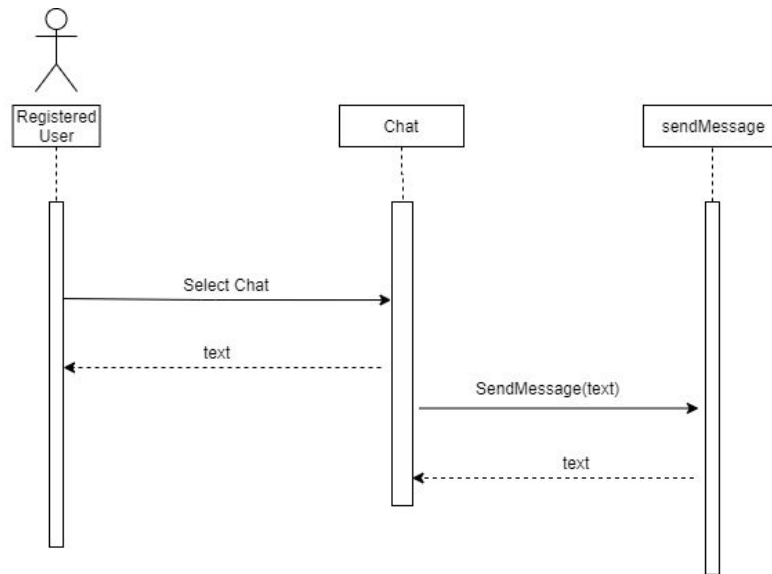 Registered
User
Chat
sendMessage
Select Chat
text
SendMessage(text)
text